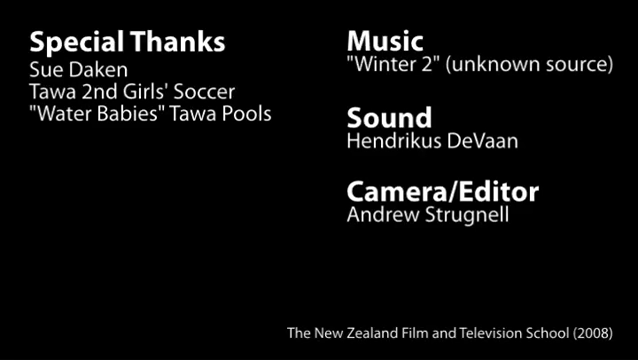 Special Thanks
Sue Daken
Tawa 2nd Girls' Soccer
"Water Babies" Tawa Pools
Music
"Winter 2" (unknown source)
Sound
Hendrikus DeVaan
Camera/Editor
Andrew Strugnell
The New Zealand Film and Television School (2008)